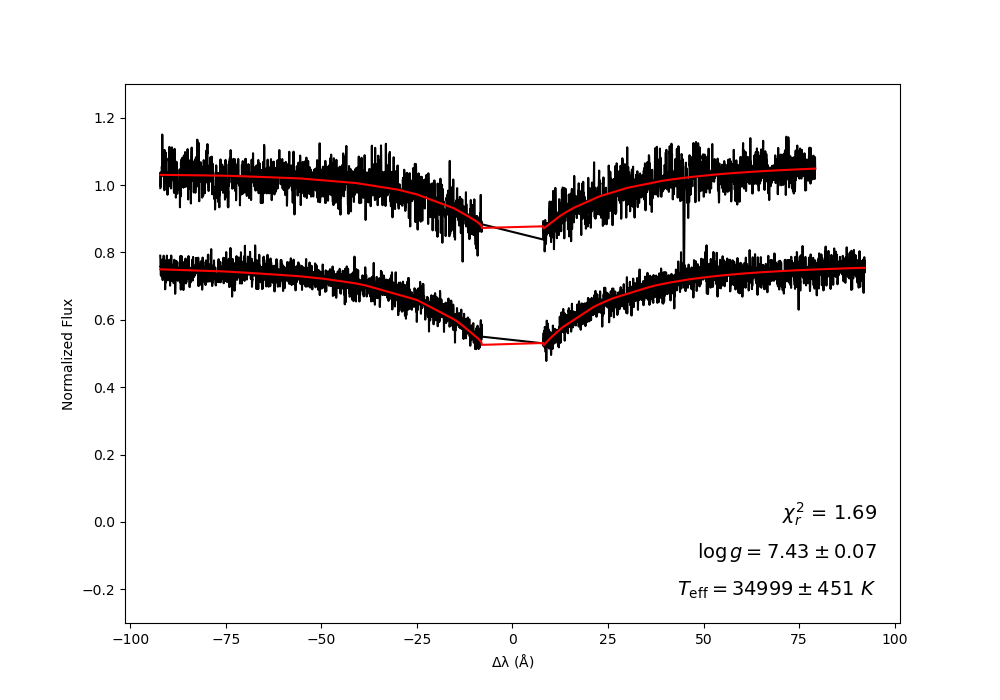 1.2
1.0
0.8
0.6
0.4
0.2
0.0
−0.2
Normalized Flux
χ²ᵣ = 1.69
log g = 7.43 ± 0.07
T_eff = 34999 ± 451 K
−100 −75 −50 −25 0 25 50 75 100
Δλ (Å)